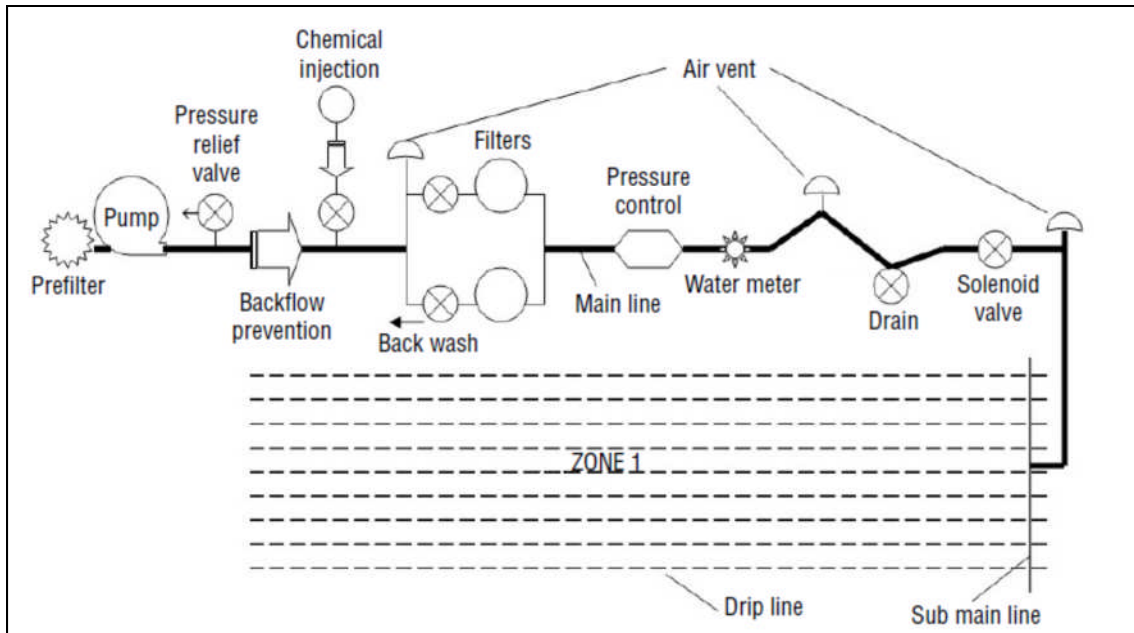 Chemical
injection
Air vent
Pressure
relief
valve
Filters
Pressure
control
Pump
Prefilter
Backflow
prevention
Back wash
Main line
Water meter
Drain
Solenoid
valve
ZONE 1
Drip line
Sub main line